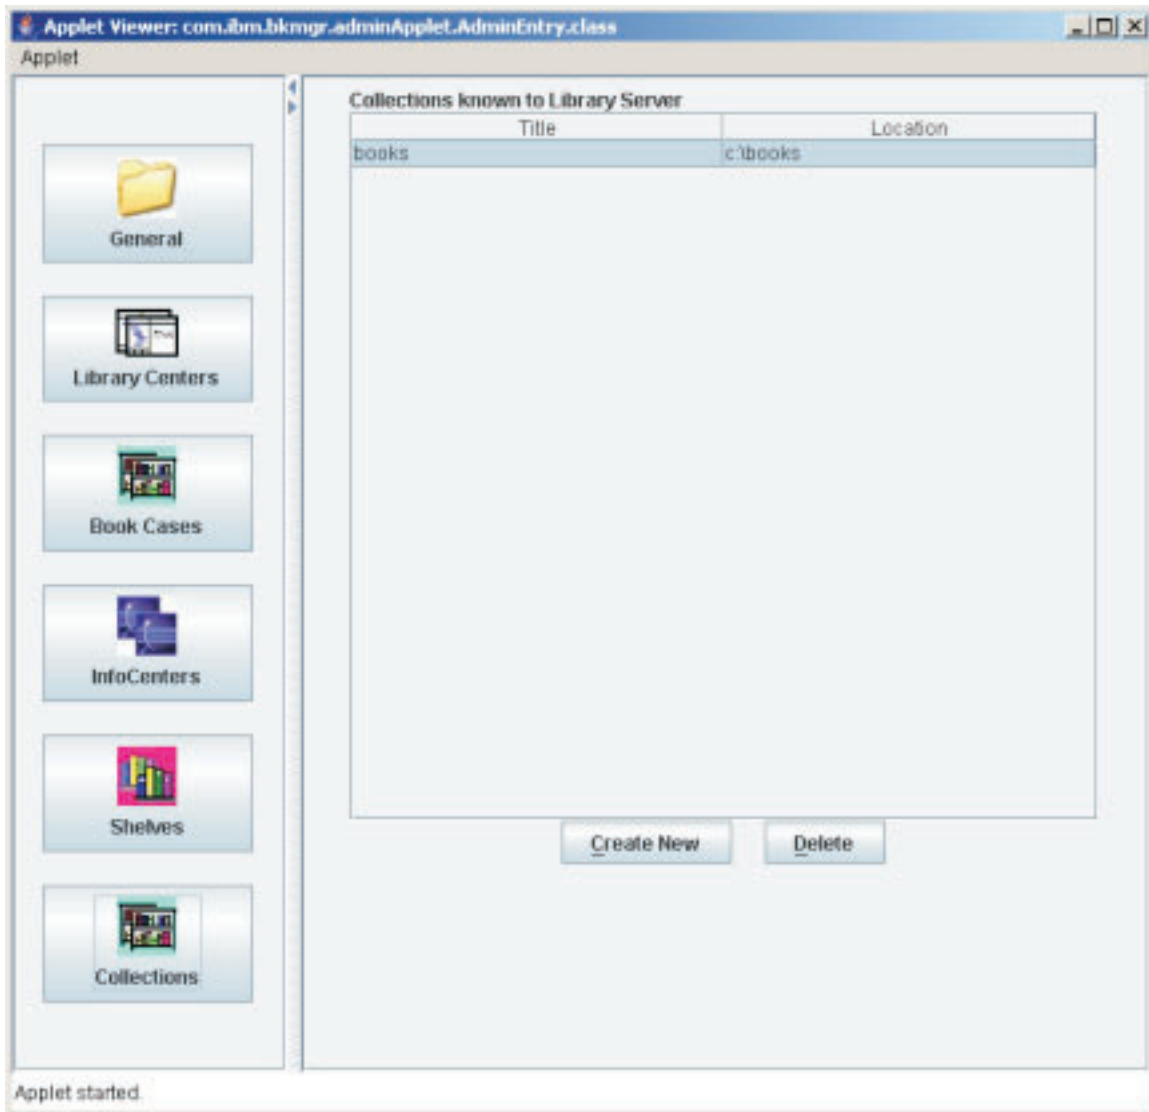 Applet Viewer: com.ibm.bkmgr.adminApplet.AdminEntry.class
Applet
General
Library Centers
Book Cases
InfoCenters
Shelves
Collections
Collections known to Library Server
Title Location
books c:\books
Create New Delete
Applet started.